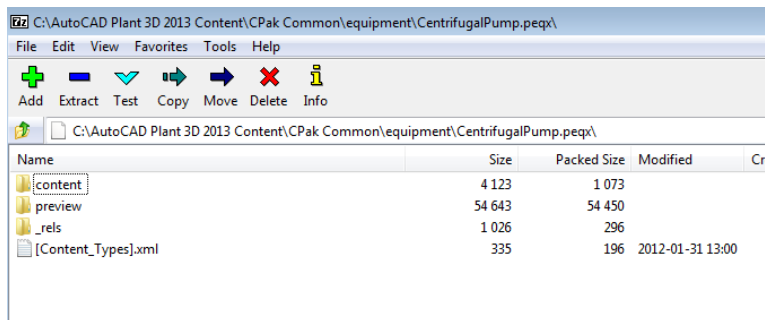 7z C:\AutoCAD Plant 3D 2013 Content\CPak Common\equipment\CentrifugalPump.peqx\
File Edit View Favorites Tools Help
Add Extract Test Copy Move Delete Info
C:\AutoCAD Plant 3D 2013 Content\CPak Common\equipment\CentrifugalPump.peqx\
Name Size Packed Size Modified Cr
content 4 123 1 073
preview 54 643 54 450
_rels 1 026 296
[Content_Types].xml 335 196 2012-01-31 13:00